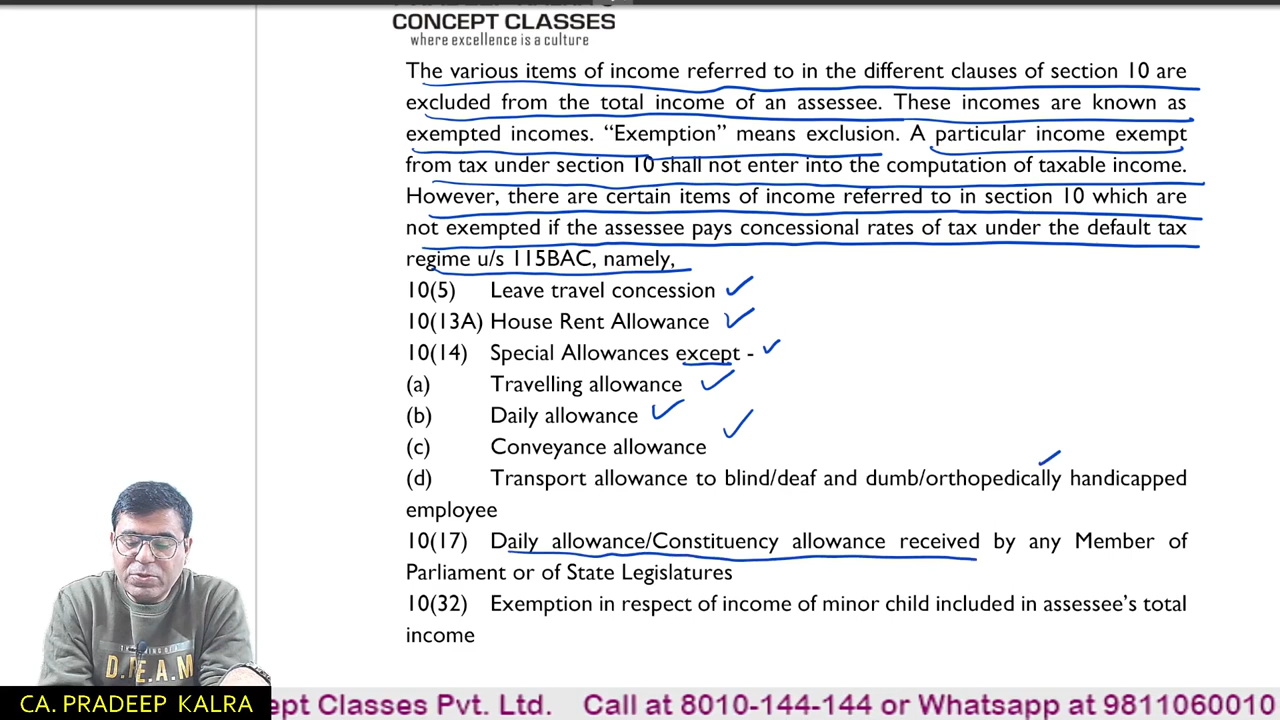 CONCEPT CLASSES
where excellence is a culture
The various items of income referred to in the different clauses of section 10 are
excluded from the total income of an assessee. These incomes are known as
exempted incomes. “Exemption” means exclusion. A particular income exempt
from tax under section 10 shall not enter into the computation of taxable income.
However, there are certain items of income referred to in section 10 which are
not exempted if the assessee pays concessional rates of tax under the default tax
regime u/s 115BAC, namely,
10(5) Leave travel concession
10(13A) House Rent Allowance
10(14) Special Allowances except -
(a) Travelling allowance
(b) Daily allowance
(c) Conveyance allowance
(d) Transport allowance to blind/deaf and dumb/orthopedically handicapped
employee
10(17) Daily allowance/Constituency allowance received by any Member of
Parliament or of State Legislatures
10(32) Exemption in respect of income of minor child included in assessee’s total
income
D.R.E.A.M
CA. PRADEEP KALRA
ept Classes Pvt. Ltd. Call at 8010-144-144 or Whatsapp at 9811060010